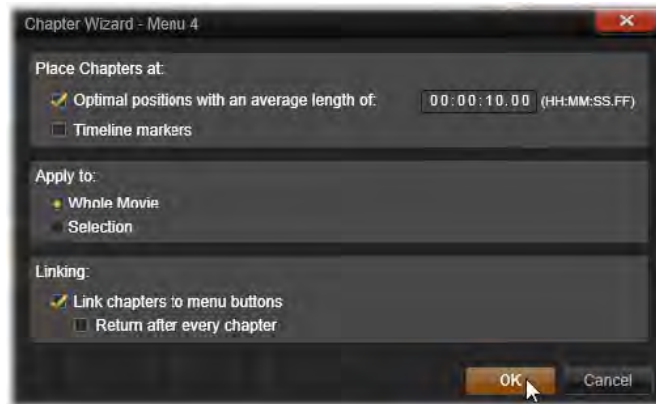 Chapter Wizard - Menu 4
Place Chapters at:
Optimal positions with an average length of: 00:00:10.00 (HH:MM:SS.FF)
Timeline markers
Apply to:
Whole Movie
Selection
Linking:
Link chapters to menu buttons
Return after every chapter
OK Cancel